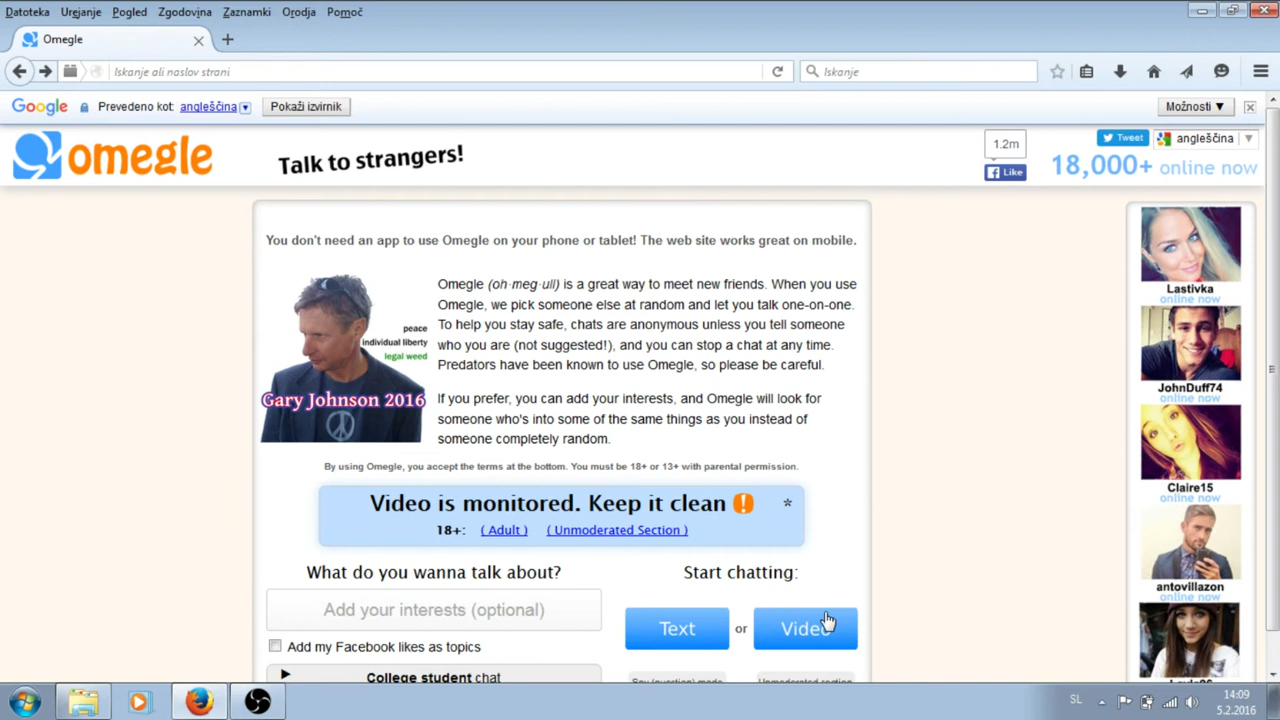 Datoteka Urejanje Pogled Zgodovina Zaznamki Orodja Pomoč
Omegle
Iskanje ali naslov strani
Iskanje
Google Prevedeno kot: angleščina Pokaži izvirnik Možnosti ▼
omegle
Talk to strangers!
1.2m
Like
Tweet
angleščina
18,000+ online now
You don't need an app to use Omegle on your phone or tablet! The web site works great on mobile.
peace
individual liberty
legal weed
Gary Johnson 2016
Omegle (oh·meg·ull) is a great way to meet new friends. When you use
Omegle, we pick someone else at random and let you talk one-on-one.
To help you stay safe, chats are anonymous unless you tell someone
who you are (not suggested!), and you can stop a chat at any time.
Predators have been known to use Omegle, so please be careful.
If you prefer, you can add your interests, and Omegle will look for
someone who's into some of the same things as you instead of
someone completely random.
By using Omegle, you accept the terms at the bottom. You must be 18+ or 13+ with parental permission.
Video is monitored. Keep it clean ! *
18+: ( Adult ) ( Unmoderated Section )
What do you wanna talk about?
Add your interests (optional)
Add my Facebook likes as topics
College student chat
Start chatting:
Text or Video
Spy (question) mode
Unmoderated section
Lastivka
online now
JohnDuff74
online now
Claire15
online now
antovillazon
online now
SL
14:09
5.2.2016